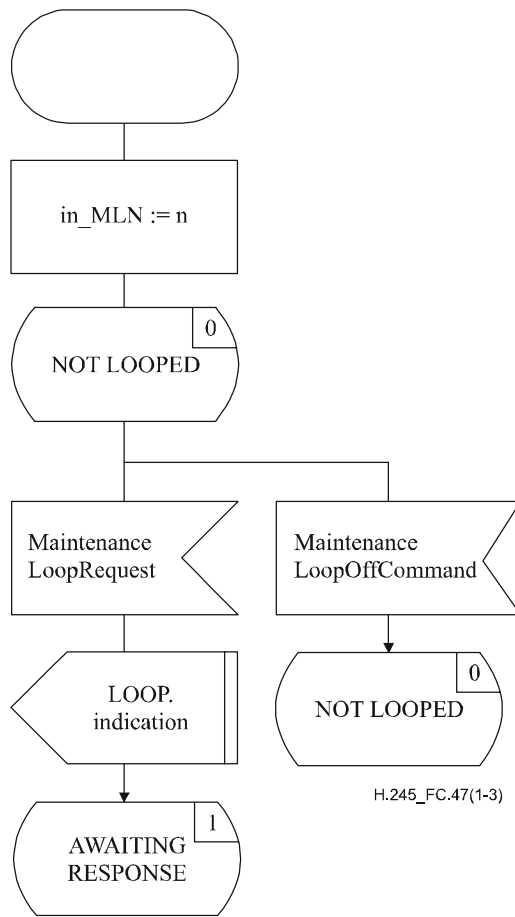 in_MLN := n
0
NOT LOOPED
Maintenance
LoopRequest
Maintenance
LoopOffCommand
LOOP.
indication
0
NOT LOOPED
H.245_FC.47(1-3)
1
AWAITING
RESPONSE